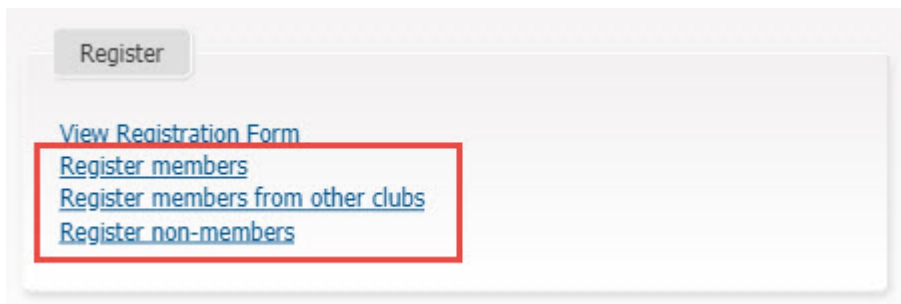 Register
View Registration Form
Register members
Register members from other clubs
Register non-members